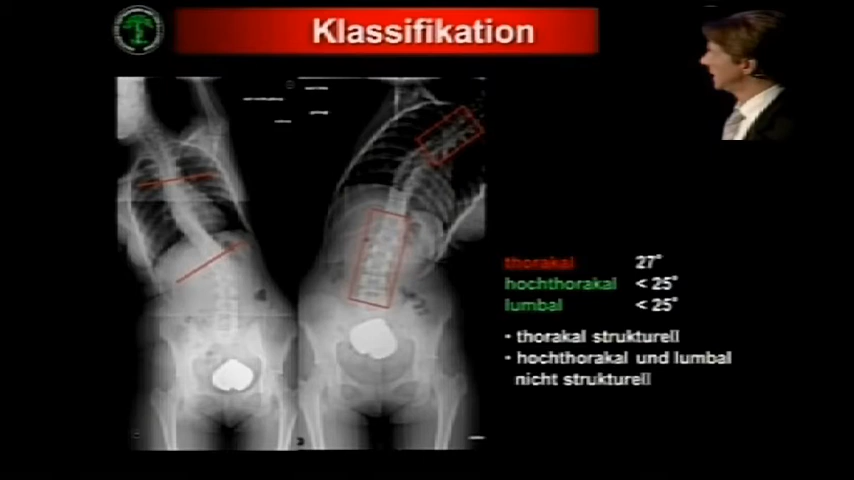 Klassifikation
thorakal 27°
hochthorakal < 25°
lumbal < 25°
• thorakal strukturell
• hochthorakal und lumbal
nicht strukturell